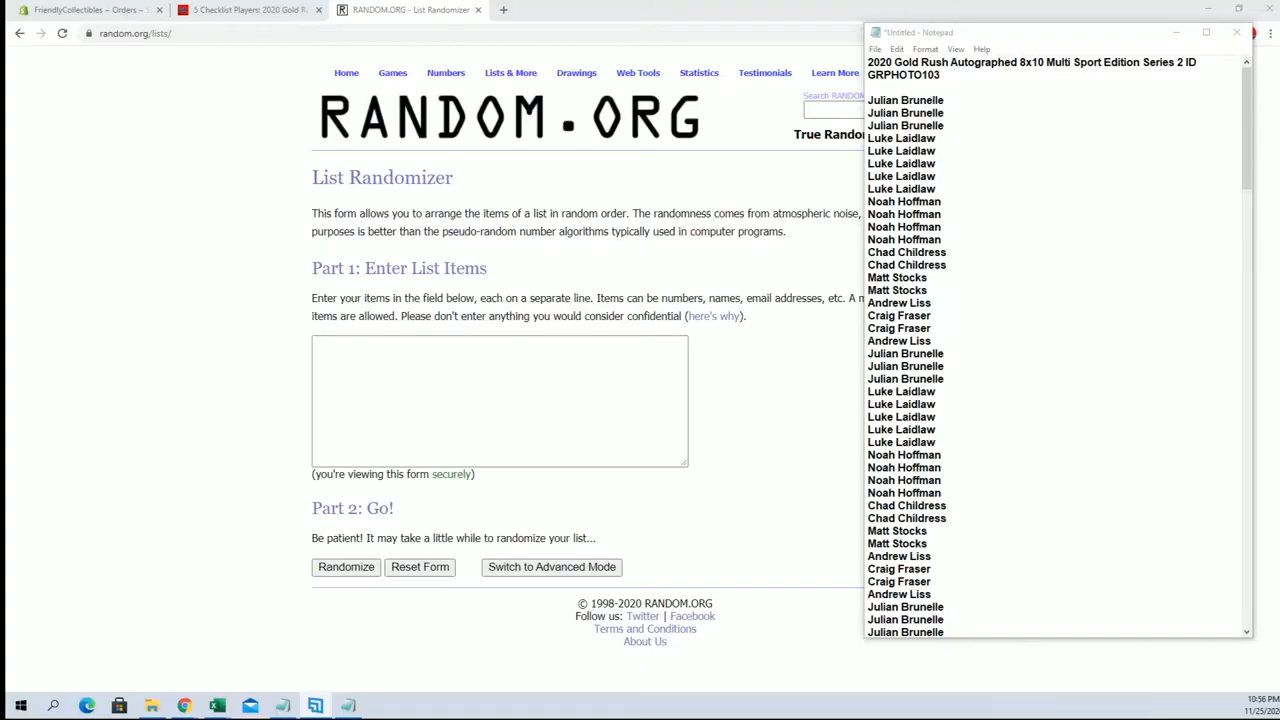 FriendlyCollectibles – Orders –
5 Checklist Players: 2020 Gold R
RANDOM.ORG - List Randomizer
random.org/lists/
*Untitled - Notepad
File Edit Format View Help
Home Games Numbers Lists & More Drawings Web Tools Statistics Testimonials Learn More
Search RANDOM
RANDOM.ORG
True Random
List Randomizer
This form allows you to arrange the items of a list in random order. The randomness comes from atmospheric noise,
purposes is better than the pseudo-random number algorithms typically used in computer programs.
Part 1: Enter List Items
Enter your items in the field below, each on a separate line. Items can be numbers, names, email addresses, etc. A m
items are allowed. Please don't enter anything you would consider confidential (here's why).
(you're viewing this form securely)
Part 2: Go!
Be patient! It may take a little while to randomize your list...
Randomize Reset Form Switch to Advanced Mode
© 1998-2020 RANDOM.ORG
Follow us: Twitter | Facebook
Terms and Conditions
About Us
2020 Gold Rush Autographed 8x10 Multi Sport Edition Series 2 ID
GRPHOTO103
Julian Brunelle
Julian Brunelle
Julian Brunelle
Luke Laidlaw
Luke Laidlaw
Luke Laidlaw
Luke Laidlaw
Luke Laidlaw
Noah Hoffman
Noah Hoffman
Noah Hoffman
Noah Hoffman
Chad Childress
Chad Childress
Matt Stocks
Matt Stocks
Andrew Liss
Craig Fraser
Craig Fraser
Andrew Liss
Julian Brunelle
Julian Brunelle
Julian Brunelle
Luke Laidlaw
Luke Laidlaw
Luke Laidlaw
Luke Laidlaw
Luke Laidlaw
Noah Hoffman
Noah Hoffman
Noah Hoffman
Noah Hoffman
Chad Childress
Chad Childress
Matt Stocks
Matt Stocks
Andrew Liss
Craig Fraser
Craig Fraser
Andrew Liss
Julian Brunelle
Julian Brunelle
Julian Brunelle
10:56 PM
11/25/202